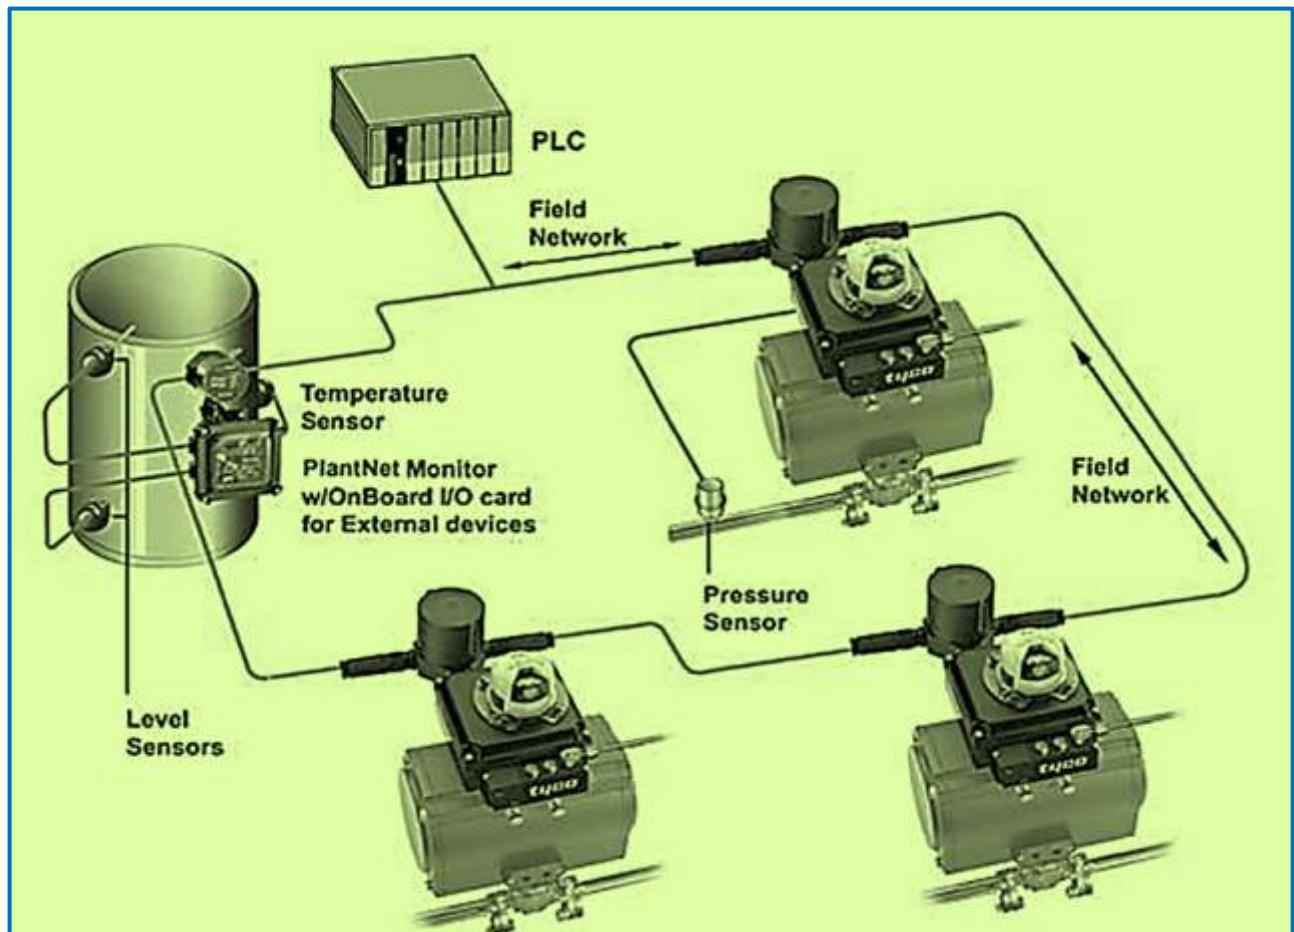 PLC
Field
Network
tyco
Temperature
Sensor
PlantNet Monitor
w/OnBoard I/O card
for External devices
Field
Network
Pressure
Sensor
Level
Sensors
tyco
tyco